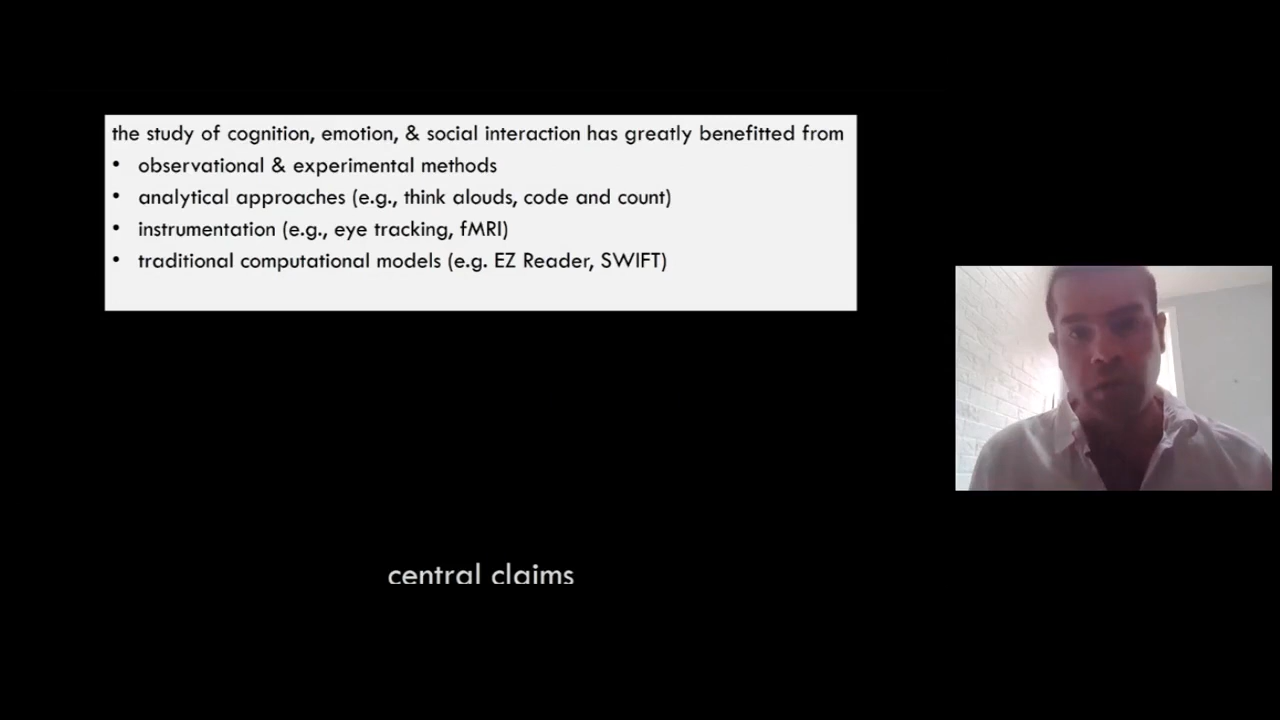 the study of cognition, emotion, & social interaction has greatly benefitted from
• observational & experimental methods
• analytical approaches (e.g., think alouds, code and count)
• instrumentation (e.g., eye tracking, fMRI)
• traditional computational models (e.g. EZ Reader, SWIFT)
central claims